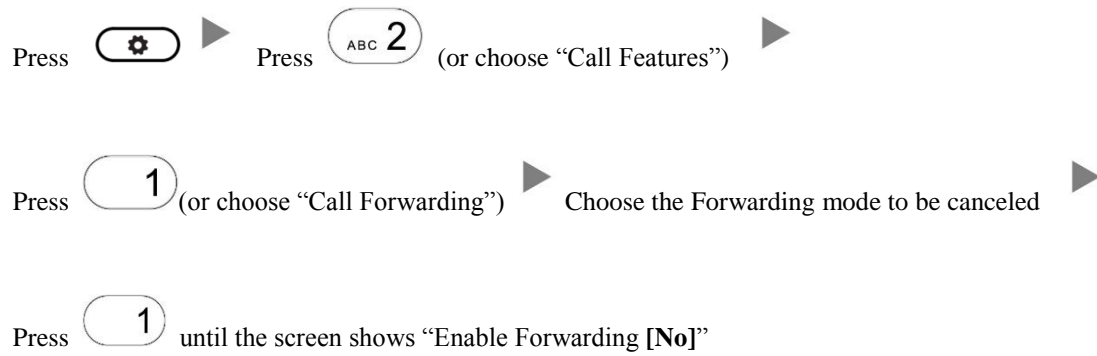 Press Press ABC 2 (or choose “Call Features”)
Press 1 (or choose “Call Forwarding”) Choose the Forwarding mode to be canceled
Press 1 until the screen shows “Enable Forwarding [No]”